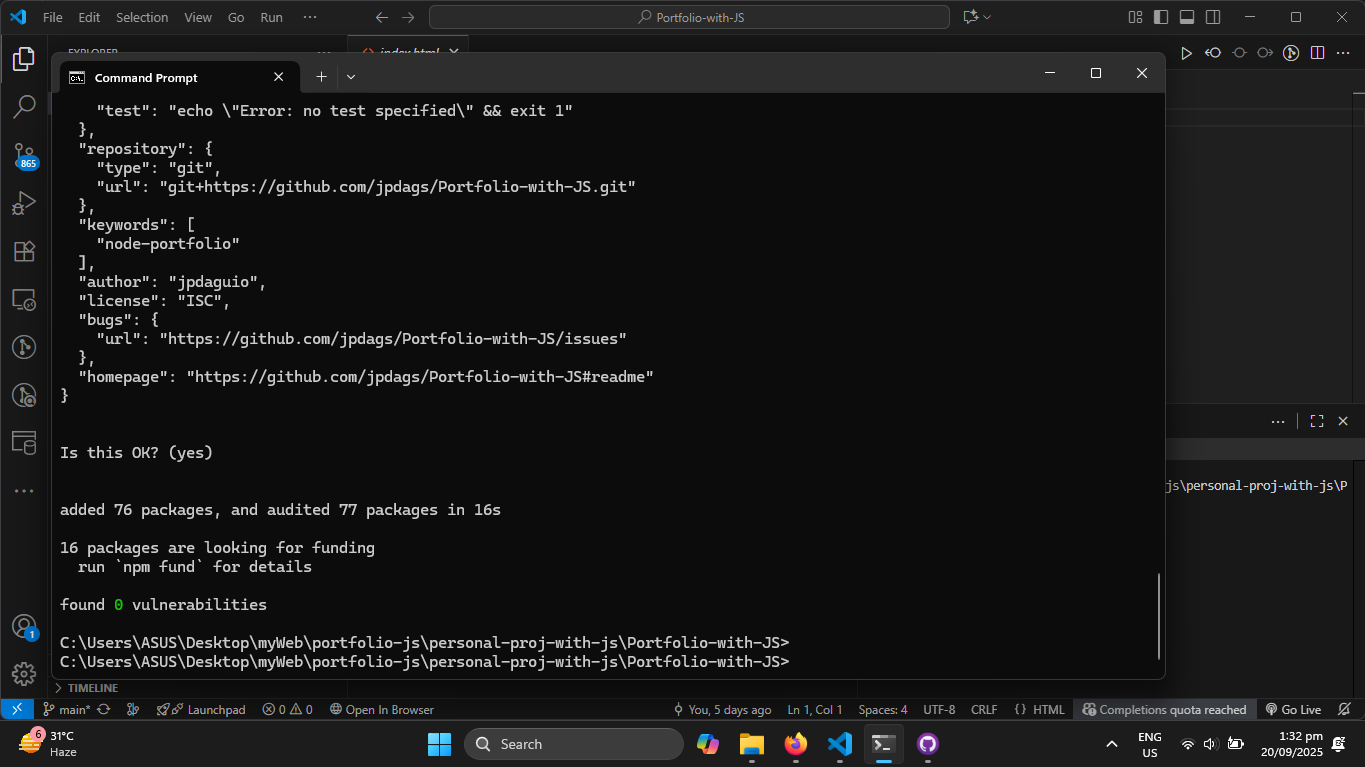 File Edit Selection View Go Run ··· Portfolio-with-JS
EXPLORER
index.html
Command Prompt
    "test": "echo \"Error: no test specified\" && exit 1"
  },
  "repository": {
    "type": "git",
    "url": "git+https://github.com/jpdags/Portfolio-with-JS.git"
  },
  "keywords": [
    "node-portfolio"
  ],
  "author": "jpdaguio",
  "license": "ISC",
  "bugs": {
    "url": "https://github.com/jpdags/Portfolio-with-JS/issues"
  },
  "homepage": "https://github.com/jpdags/Portfolio-with-JS#readme"
}
Is this OK? (yes)
added 76 packages, and audited 77 packages in 16s
16 packages are looking for funding
  run `npm fund` for details
found 0 vulnerabilities
C:\Users\ASUS\Desktop\myWeb\portfolio-js\personal-proj-with-js\Portfolio-with-JS>
C:\Users\ASUS\Desktop\myWeb\portfolio-js\personal-proj-with-js\Portfolio-with-JS>
js\personal-proj-with-js\P
865
1
TIMELINE
main* Launchpad 0 0 Open In Browser You, 5 days ago Ln 1, Col 1 Spaces: 4 UTF-8 CRLF {} HTML Completions quota reached Go Live
6
31°C
Haze
Search
ENG
US
1:32 pm
20/09/2025